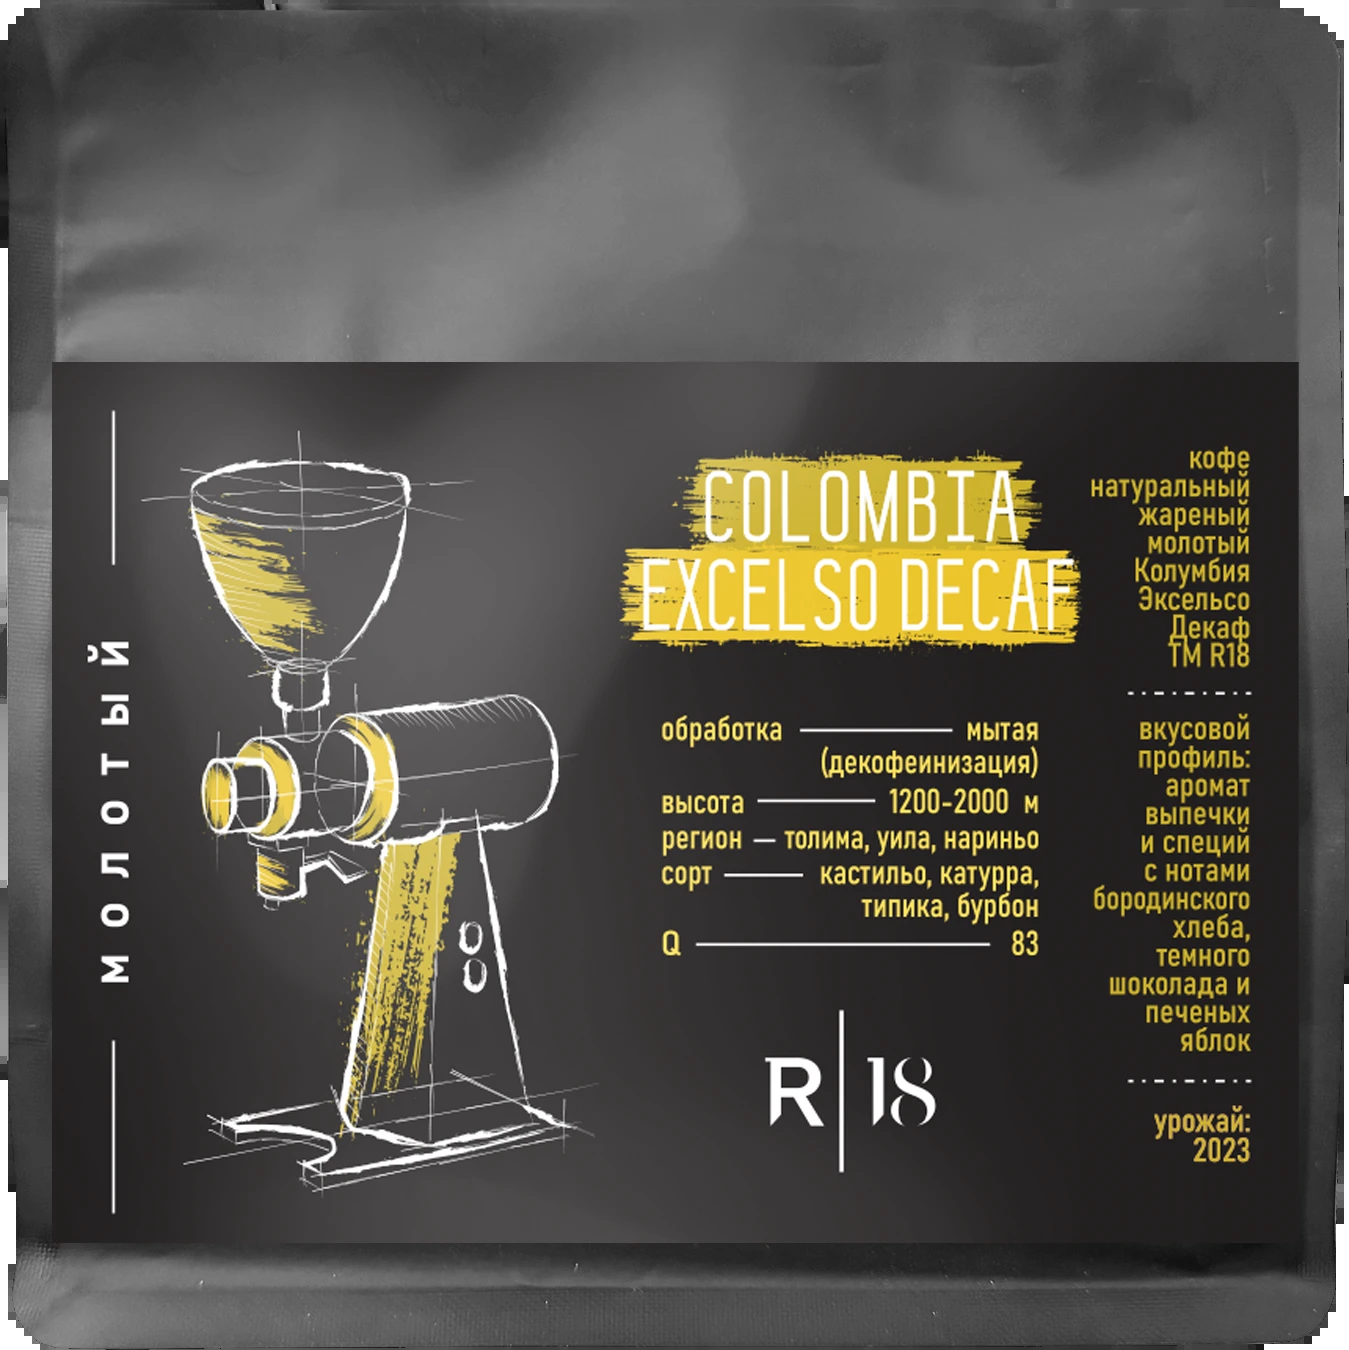 МОЛОТЫЙ
COLOMBIA
EXCELSO DECAF
обработка — мытая
(декофеинизация)
высота — 1200-2000 м
регион — толима, уила, нариньо
сорт — кастильо, катурра,
типика, бурбон
Q — 83
R|18
кофе
натуральный
жареный
молотый
Колумбия
Эксельсо
Декаф
ТМ R18
вкусовой
профиль:
аромат
выпечки
и специй
с нотами
бородинского
хлеба,
темного
шоколада и
печеных
яблок
урожай:
2023